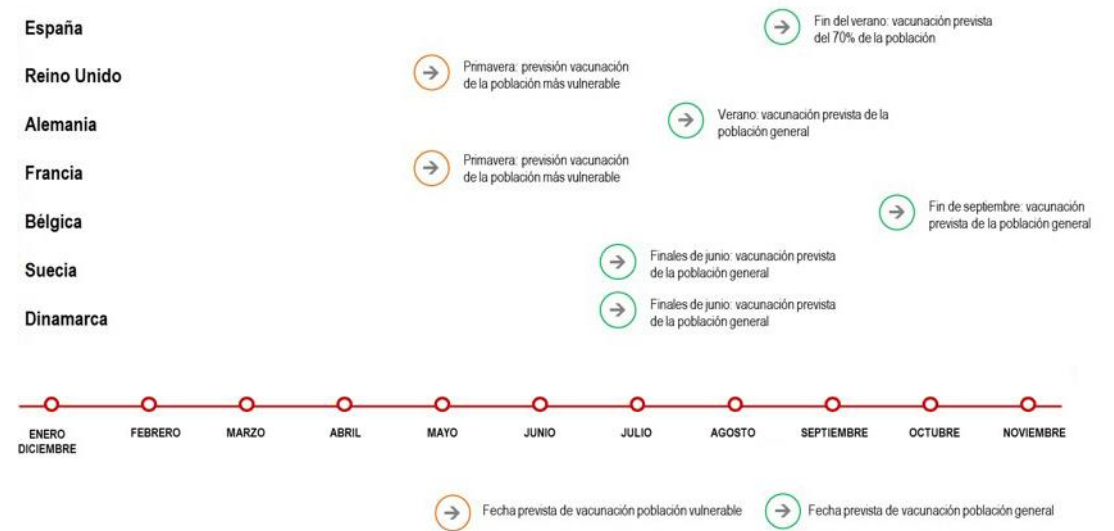 España
Fin del verano: vacunación prevista
del 70% de la población
Reino Unido
Primavera: previsión vacunación
de la población más vulnerable
Alemania
Verano: vacunación prevista de la
población general
Francia
Primavera: previsión vacunación
de la población más vulnerable
Bélgica
Fin de septiembre: vacunación
prevista de la población general
Suecia
Finales de junio: vacunación prevista
de la población general
Dinamarca
Finales de junio: vacunación prevista
de la población general
ENERO FEBRERO MARZO ABRIL MAYO JUNIO JULIO AGOSTO SEPTIEMBRE OCTUBRE NOVIEMBRE
DICIEMBRE
Fecha prevista de vacunación población vulnerable Fecha prevista de vacunación población general